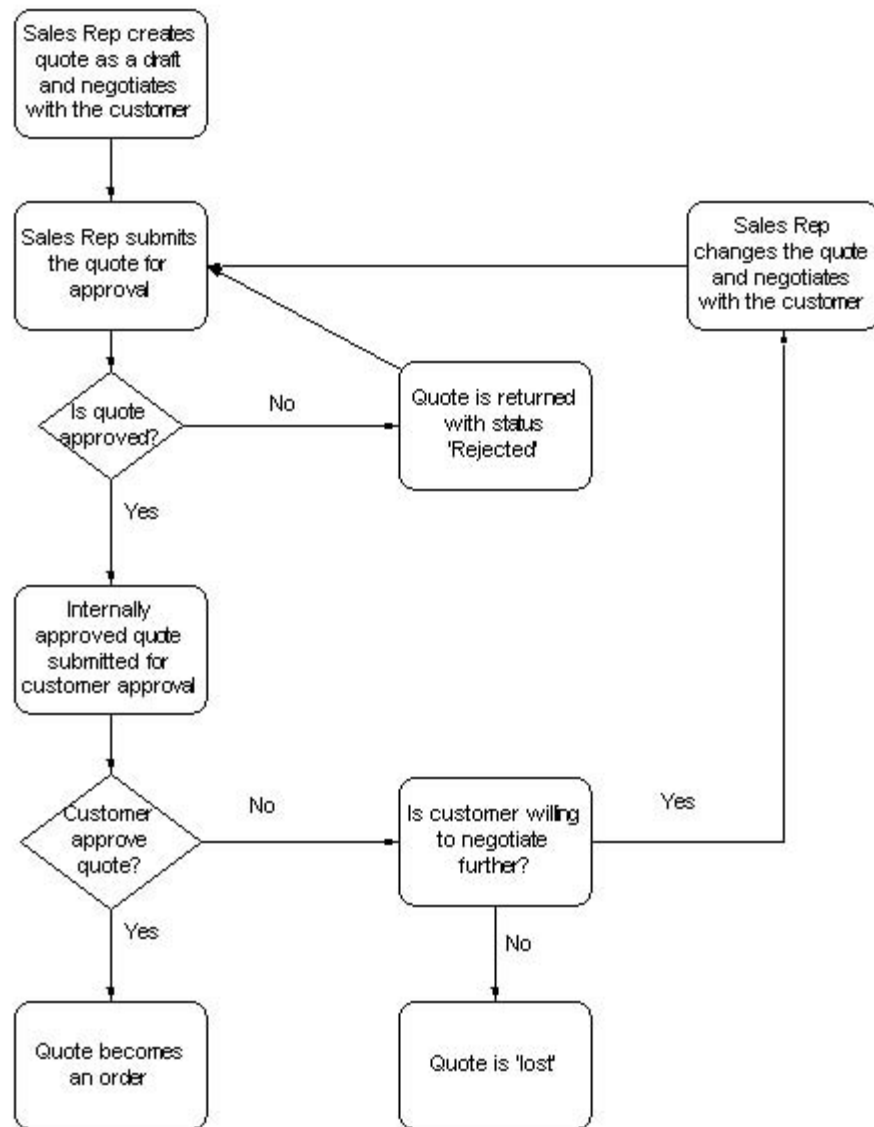 Sales Rep creates
quote as a draft
and negotiates
with the customer
Sales Rep submits
the quote for
approval
Sales Rep
changes the quote
and negotiates
with the customer
Is quote
approved?
No
Quote is returned
with status
'Rejected'
Yes
Internally
approved quote
submitted for
customer approval
Customer
approve
quote?
No
Is customer willing
to negotiate
further?
Yes
Yes
No
Quote becomes
an order
Quote is 'lost'